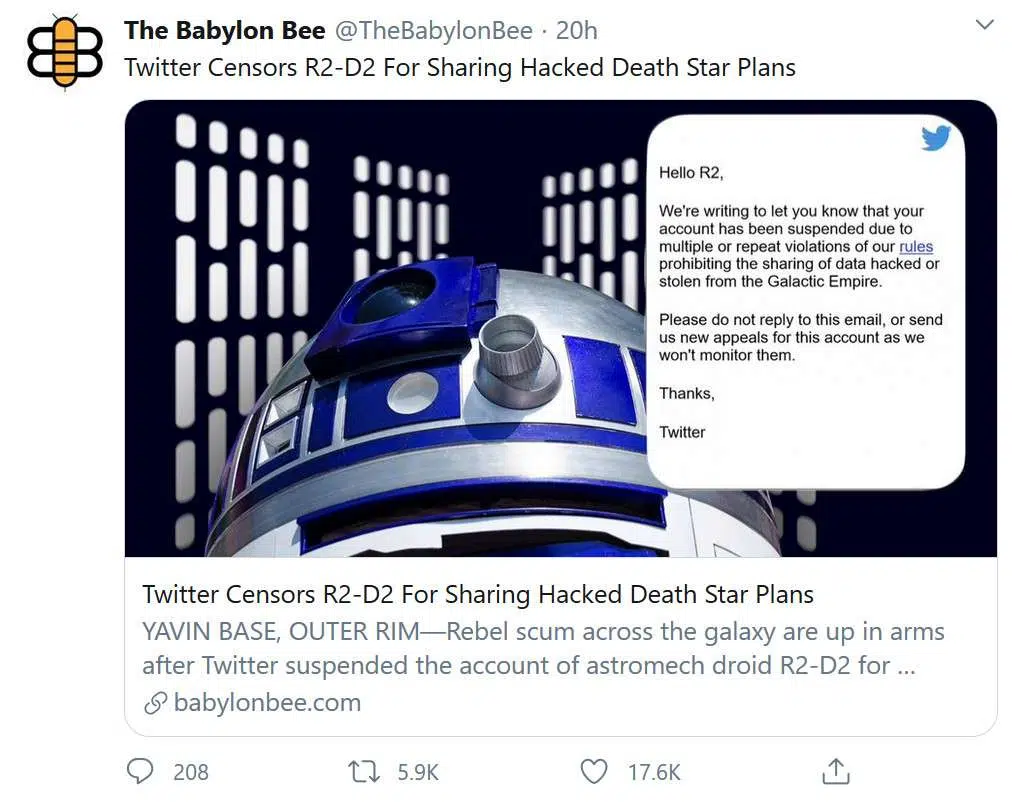 The Babylon Bee @TheBabylonBee · 20h
Twitter Censors R2-D2 For Sharing Hacked Death Star Plans
Hello R2,
We're writing to let you know that your
account has been suspended due to
multiple or repeat violations of our rules
prohibiting the sharing of data hacked or
stolen from the Galactic Empire.
Please do not reply to this email, or send
us new appeals for this account as we
won't monitor them.
Thanks,
Twitter
Twitter Censors R2-D2 For Sharing Hacked Death Star Plans
YAVIN BASE, OUTER RIM—Rebel scum across the galaxy are up in arms
after Twitter suspended the account of astromech droid R2-D2 for ...
babylonbee.com
208 5.9K 17.6K